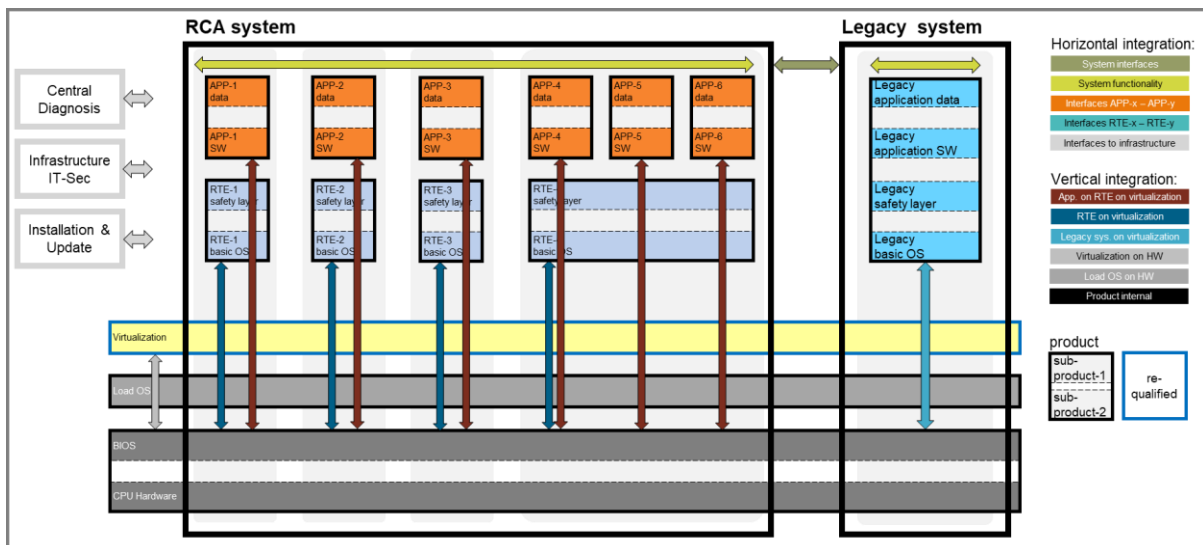 RCA system
Legacy system
Central
Diagnosis
Infrastructure
IT-Sec
Installation &
Update
APP-1
data
APP-1
SW
APP-2
data
APP-2
SW
APP-3
data
APP-3
SW
APP-4
data
APP-4
SW
APP-5
data
APP-5
SW
APP-6
data
APP-6
SW
RTE-1
safety layer
RTE-1
basic OS
RTE-2
safety layer
RTE-2
basic OS
RTE-3
safety layer
RTE-3
basic OS
RTE-
safety layer
RTE-
basic OS
Legacy
application data
Legacy
application SW
Legacy
safety layer
Legacy
basic OS
Virtualization
Load OS
BIOS
CPU Hardware
Horizontal integration:
System interfaces
System functionality
Interfaces APP-x – APP-y
Interfaces RTE-x – RTE-y
Interfaces to infrastructure
Vertical integration:
App. on RTE on virtualization
RTE on virtualization
Legacy sys. on virtualization
Virtualization on HW
Load OS on HW
Product internal
product
sub-
product-1
sub-
product-2
re-
qualified